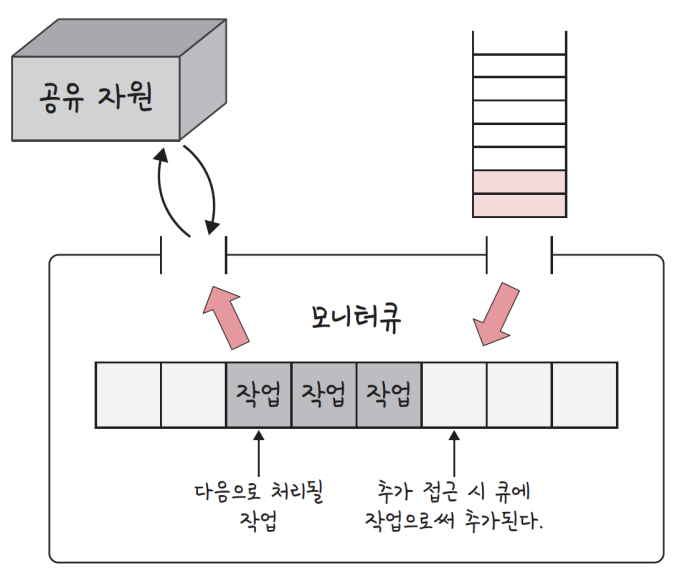 공유 자원
모니터큐
작업 작업 작업
다음으로 처리될
작업
추가 접근 시 큐에
작업으로써 추가된다.